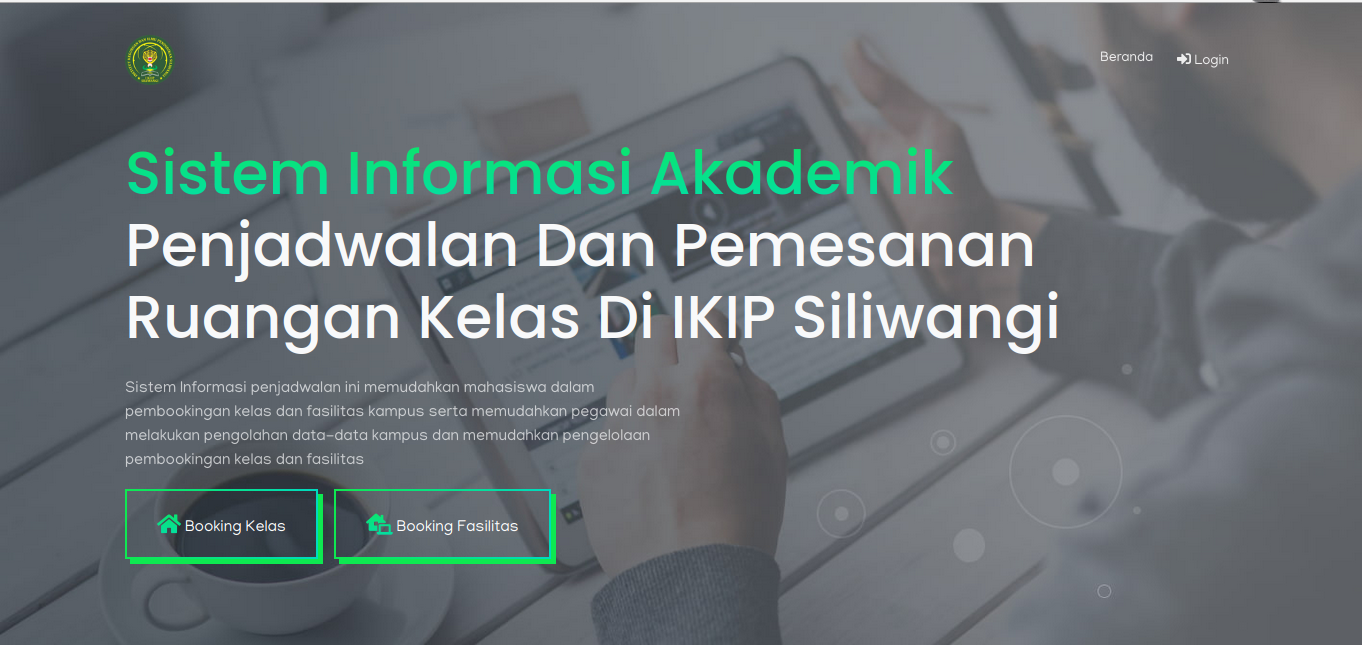 Beranda
Login
Sistem Informasi Akademik
Penjadwalan Dan Pemesanan
Ruangan Kelas Di IKIP Siliwangi
Sistem Informasi penjadwalan ini memudahkan mahasiswa dalam
pembookingan kelas dan fasilitas kampus serta memudahkan pegawai dalam
melakukan pengolahan data-data kampus dan memudahkan pengelolaan
pembookingan kelas dan fasilitas
Booking Kelas
Booking Fasilitas